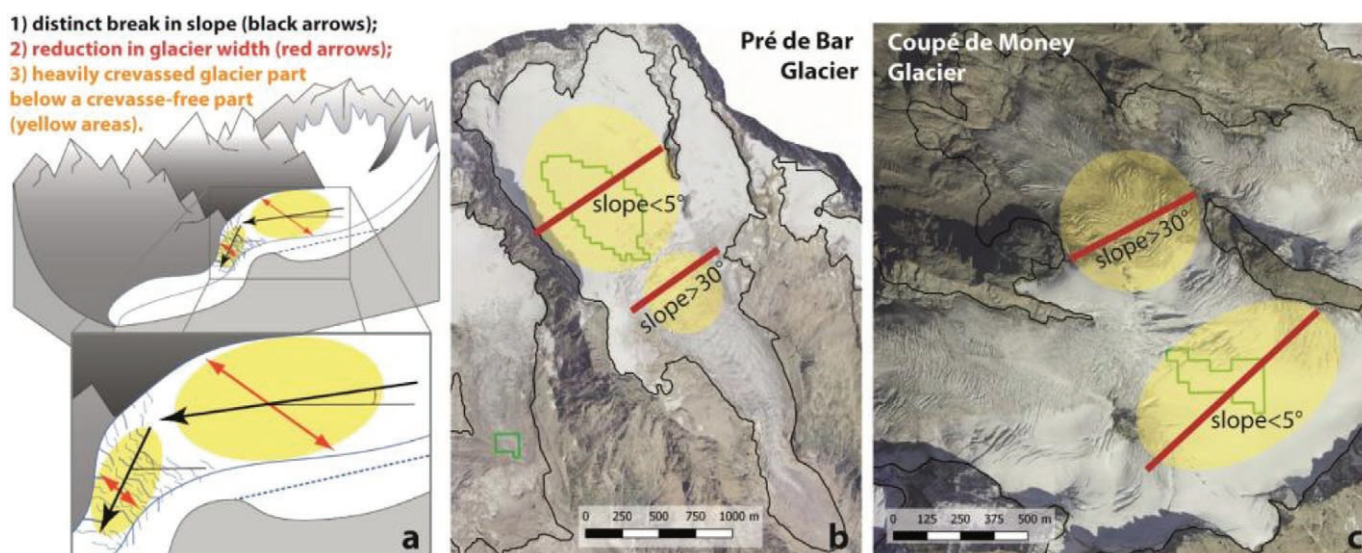 1) distinct break in slope (black arrows);
2) reduction in glacier width (red arrows);
3) heavily crevassed glacier part
below a crevasse-free part
(yellow areas).
a
Pré de Bar
Glacier
slope<5°
slope>30°
0 250 500 750 1000 m
b
Coupé de Money
Glacier
slope>30°
slope<5°
0 125 250 375 500 m
c